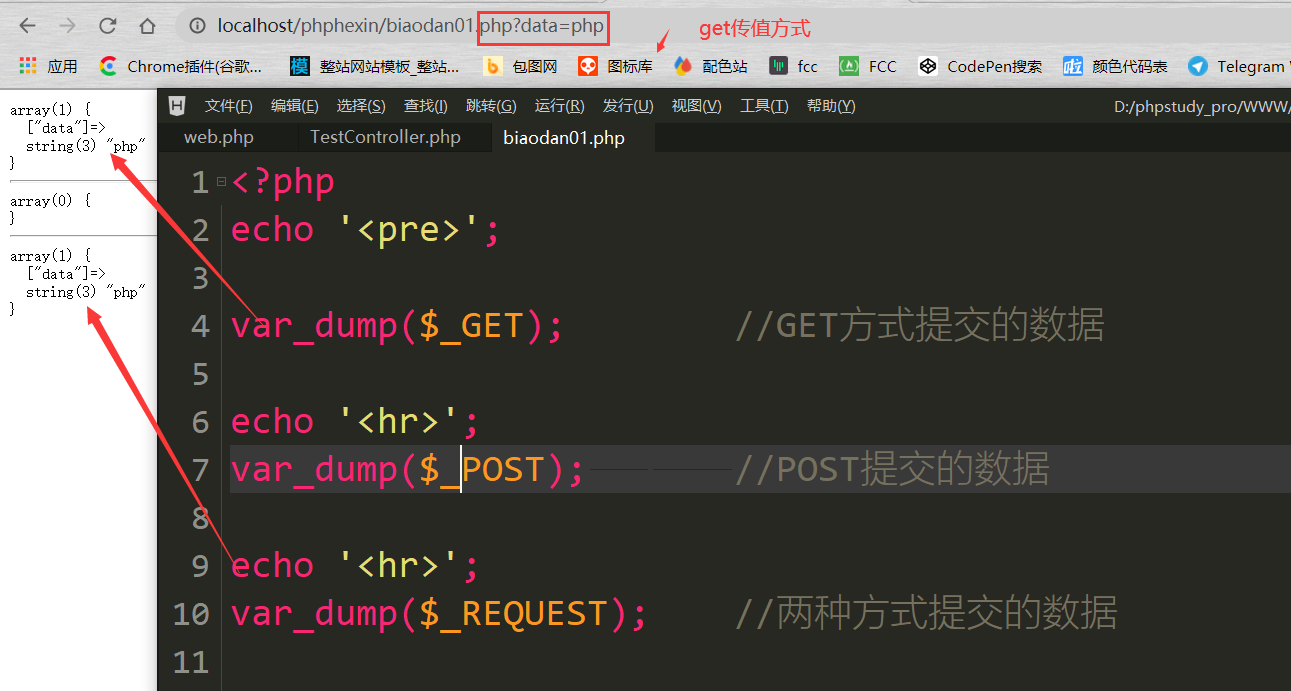 localhost/phphexin/biaodan01.php?data=php
get传值方式
应用 Chrome插件(谷歌... 整站网站模板_整站... 包图网 图标库 配色站 fcc FCC CodePen搜索 颜色代码表 Telegram
文件(F) 编辑(E) 选择(S) 查找(I) 跳转(G) 运行(R) 发行(U) 视图(V) 工具(T) 帮助(Y) D:/phpstudy_pro/WWW/
web.php TestController.php biaodan01.php
array(1) {
["data"]=>
string(3) "php"
}
array(0) {
}
array(1) {
["data"]=>
string(3) "php"
}
1 <?php
2 echo '<pre>';
3
4 var_dump($_GET); //GET方式提交的数据
5
6 echo '<hr>';
7 var_dump($_POST); //POST提交的数据
8
9 echo '<hr>';
10 var_dump($_REQUEST); //两种方式提交的数据
11